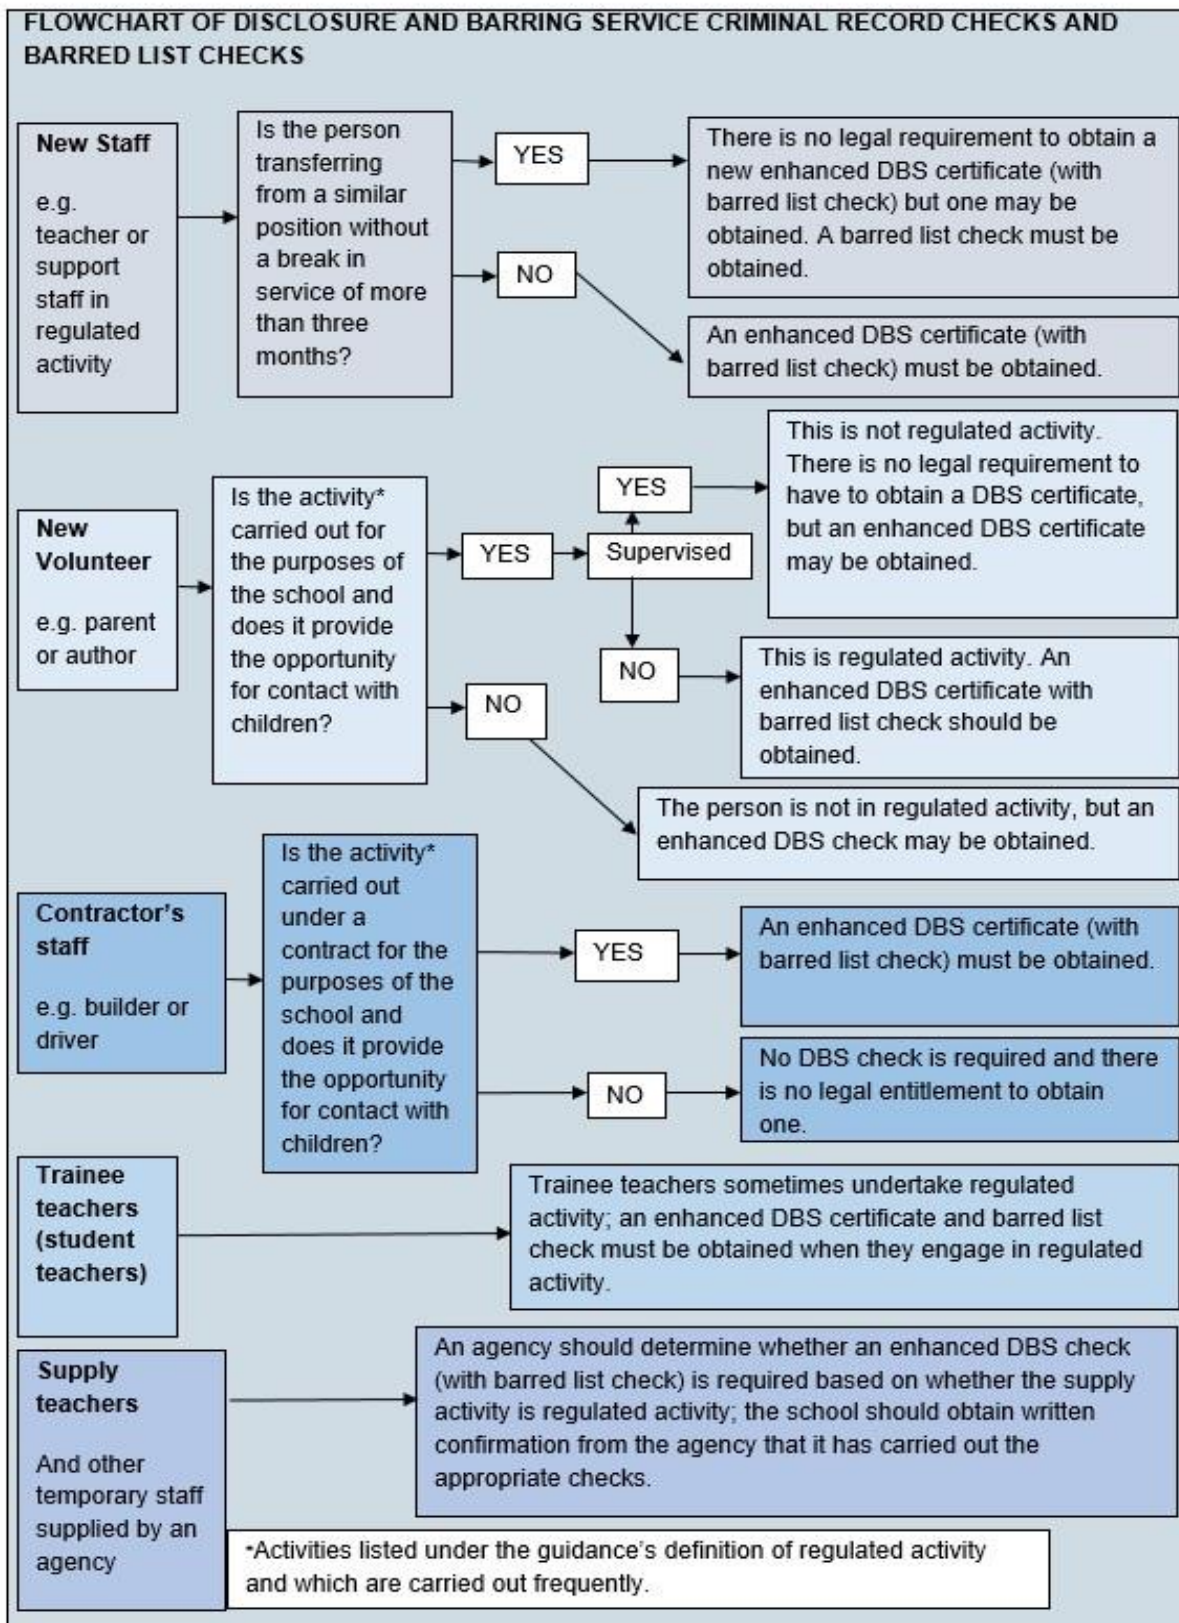 FLOWCHART OF DISCLOSURE AND BARRING SERVICE CRIMINAL RECORD CHECKS AND
BARRED LIST CHECKS
New Staff
e.g.
teacher or
support
staff in
regulated
activity
Is the person
transferring
from a similar
position without
a break in
service of more
than three
months?
YES
There is no legal requirement to obtain a
new enhanced DBS certificate (with
barred list check) but one may be
obtained. A barred list check must be
obtained.
NO
An enhanced DBS certificate (with
barred list check) must be obtained.
New
Volunteer
e.g. parent
or author
Is the activity*
carried out for
the purposes of
the school and
does it provide
the opportunity
for contact with
children?
YES
Supervised
YES
This is not regulated activity.
There is no legal requirement to
have to obtain a DBS certificate,
but an enhanced DBS certificate
may be obtained.
NO
This is regulated activity. An
enhanced DBS certificate with
barred list check should be
obtained.
NO
The person is not in regulated activity, but an
enhanced DBS check may be obtained.
Contractor's
staff
e.g. builder or
driver
Is the activity*
carried out
under a
contract for the
purposes of the
school and
does it provide
the opportunity
for contact with
children?
YES
An enhanced DBS certificate (with
barred list check) must be obtained.
NO
No DBS check is required and there
is no legal entitlement to obtain
one.
Trainee
teachers
(student
teachers)
Trainee teachers sometimes undertake regulated
activity; an enhanced DBS certificate and barred list
check must be obtained when they engage in regulated
activity.
Supply
teachers
And other
temporary staff
supplied by an
agency
An agency should determine whether an enhanced DBS check
(with barred list check) is required based on whether the supply
activity is regulated activity; the school should obtain written
confirmation from the agency that it has carried out the
appropriate checks.
*Activities listed under the guidance's definition of regulated activity
and which are carried out frequently.